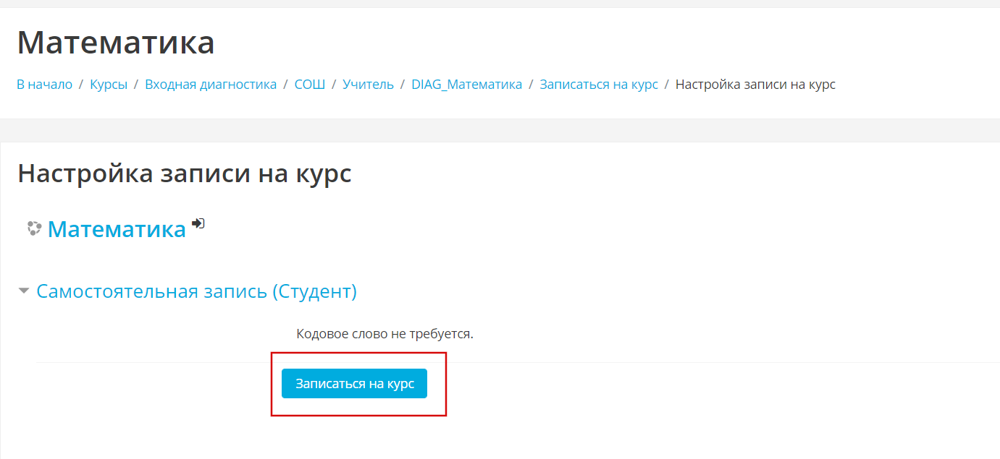 Математика
В начало / Курсы / Входная диагностика / СОШ / Учитель / DIAG_Математика / Записаться на курс / Настройка записи на курс
Настройка записи на курс
Математика
Самостоятельная запись (Студент)
Кодовое слово не требуется.
Записаться на курс